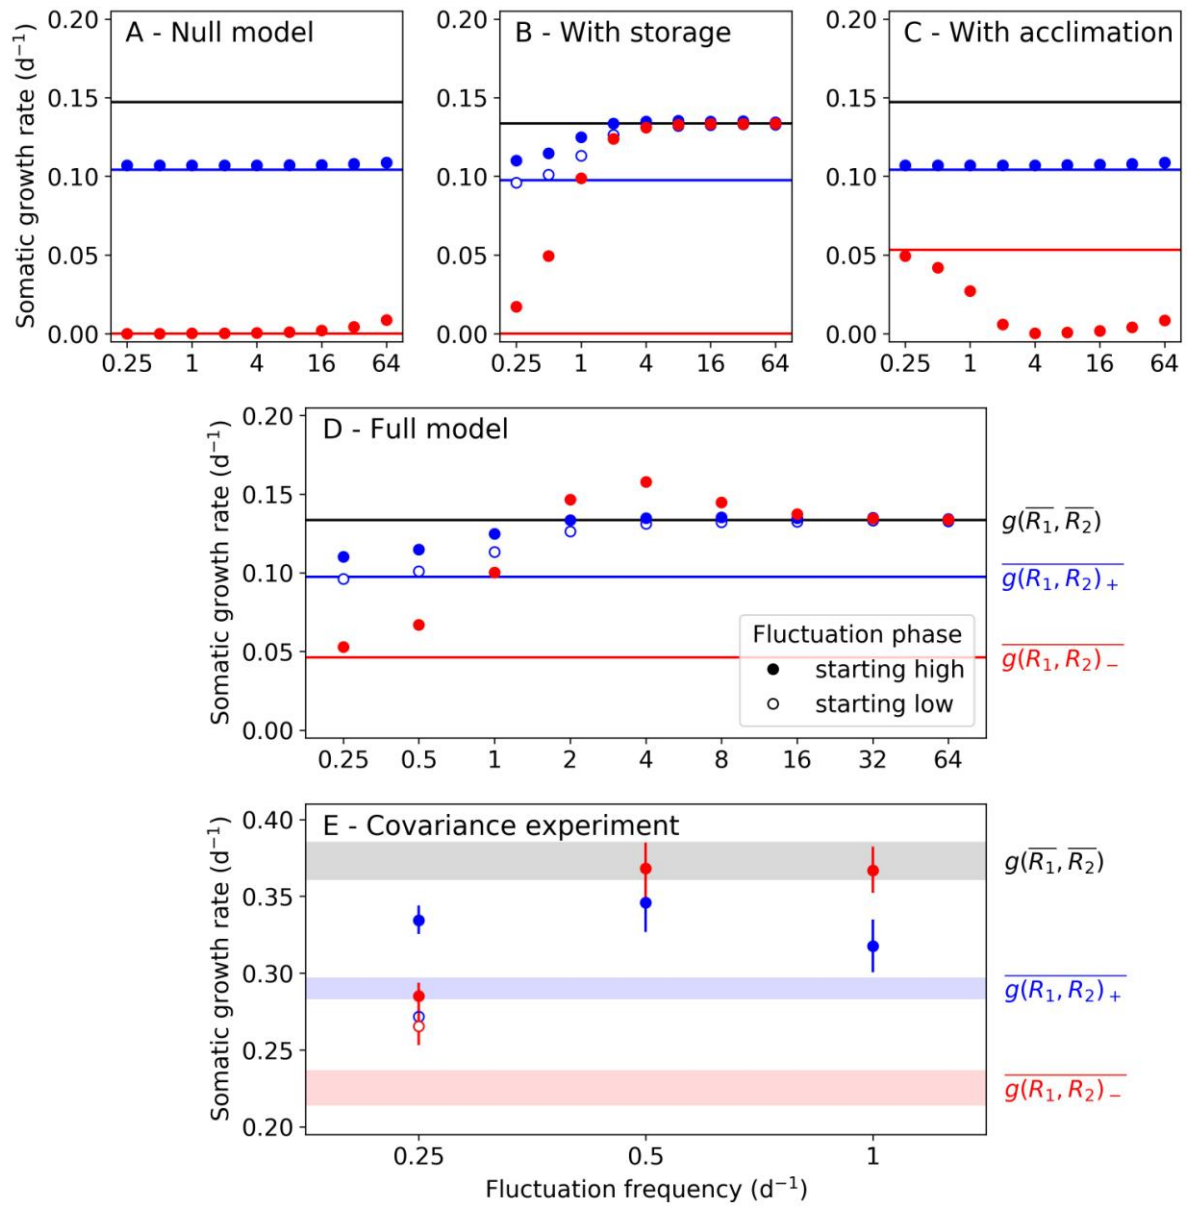 A - Null model
B - With storage
C - With acclimation
Somatic growth rate (d⁻¹)
0.20
0.15
0.10
0.05
0.00
0.25 1 4 16 64
0.20
0.15
0.10
0.05
0.00
0.25 1 4 16 64
0.20
0.15
0.10
0.05
0.00
0.25 1 4 16 64
D - Full model
Somatic growth rate (d⁻¹)
0.20
0.15
0.10
0.05
0.00
0.25 0.5 1 2 4 8 16 32 64
Fluctuation phase
starting high
starting low
g(R̅₁, R̅₂)
g(R₁, R₂)₊
g(R₁, R₂)₋
E - Covariance experiment
Somatic growth rate (d⁻¹)
0.40
0.35
0.30
0.25
0.20
0.25 0.5 1
Fluctuation frequency (d⁻¹)
g(R̅₁, R̅₂)
g(R₁, R₂)₊
g(R₁, R₂)₋